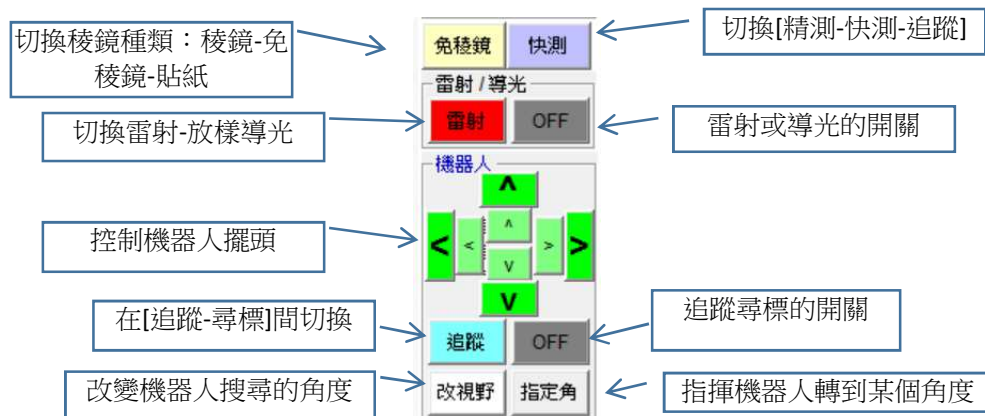 切換稜鏡種類：稜鏡-免
稜鏡-貼紙
免稜鏡
快測
切換[精測-快測-追蹤]
雷射 / 導光
切換雷射-放樣導光
雷射
OFF
雷射或導光的開關
機器人
^
<
<
^
>
>
v
v
控制機器人擺頭
在[追蹤-尋標]間切換
追蹤
OFF
追蹤尋標的開關
改變機器人搜尋的角度
改視野
指定角
指揮機器人轉到某個角度